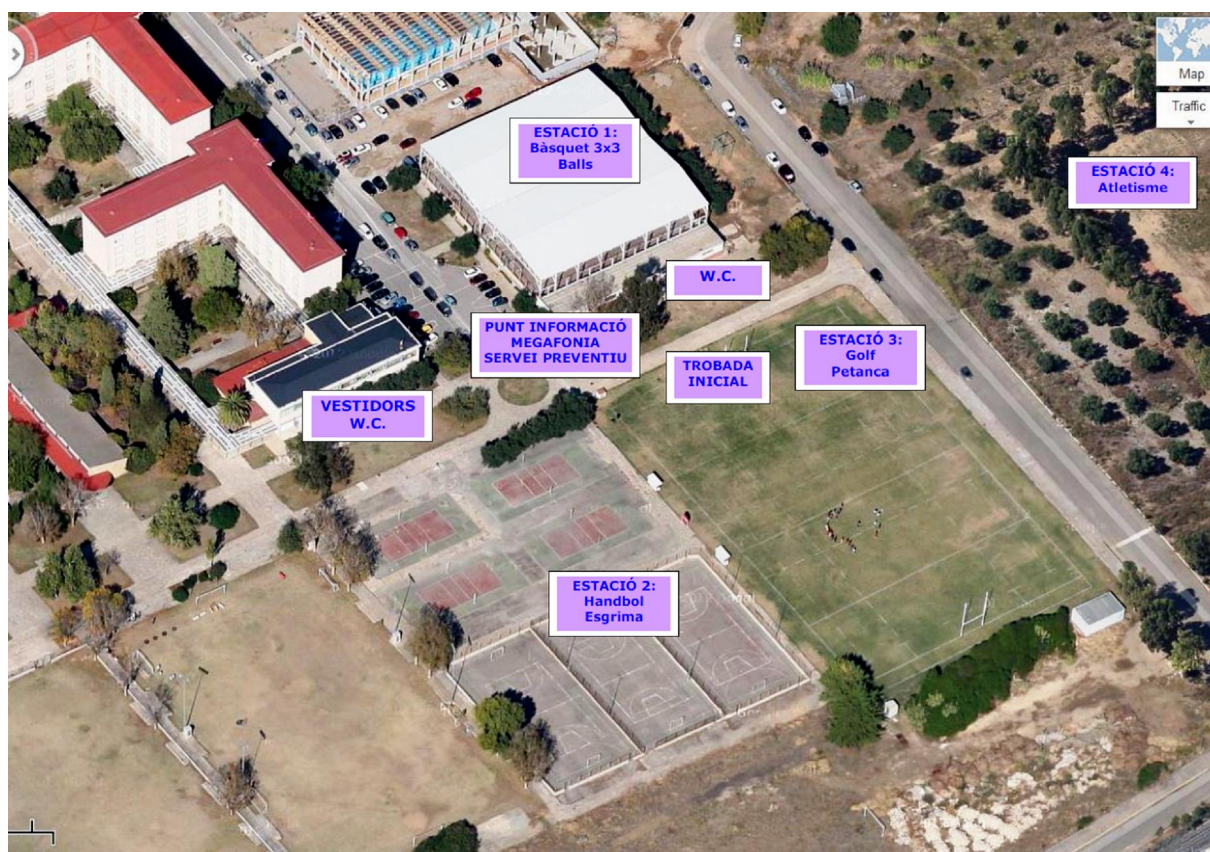 Map
Traffic
ESTACIÓ 1:
Bàsquet 3x3
Balls
ESTACIÓ 4:
Atletisme
W.C.
PUNT INFORMACIÓ
MEGAFONIA
SERVEI PREVENTIU
TROBADA
INICIAL
ESTACIÓ 3:
Golf
Petanca
VESTIDORS
W.C.
ESTACIÓ 2:
Handbol
Esgrima